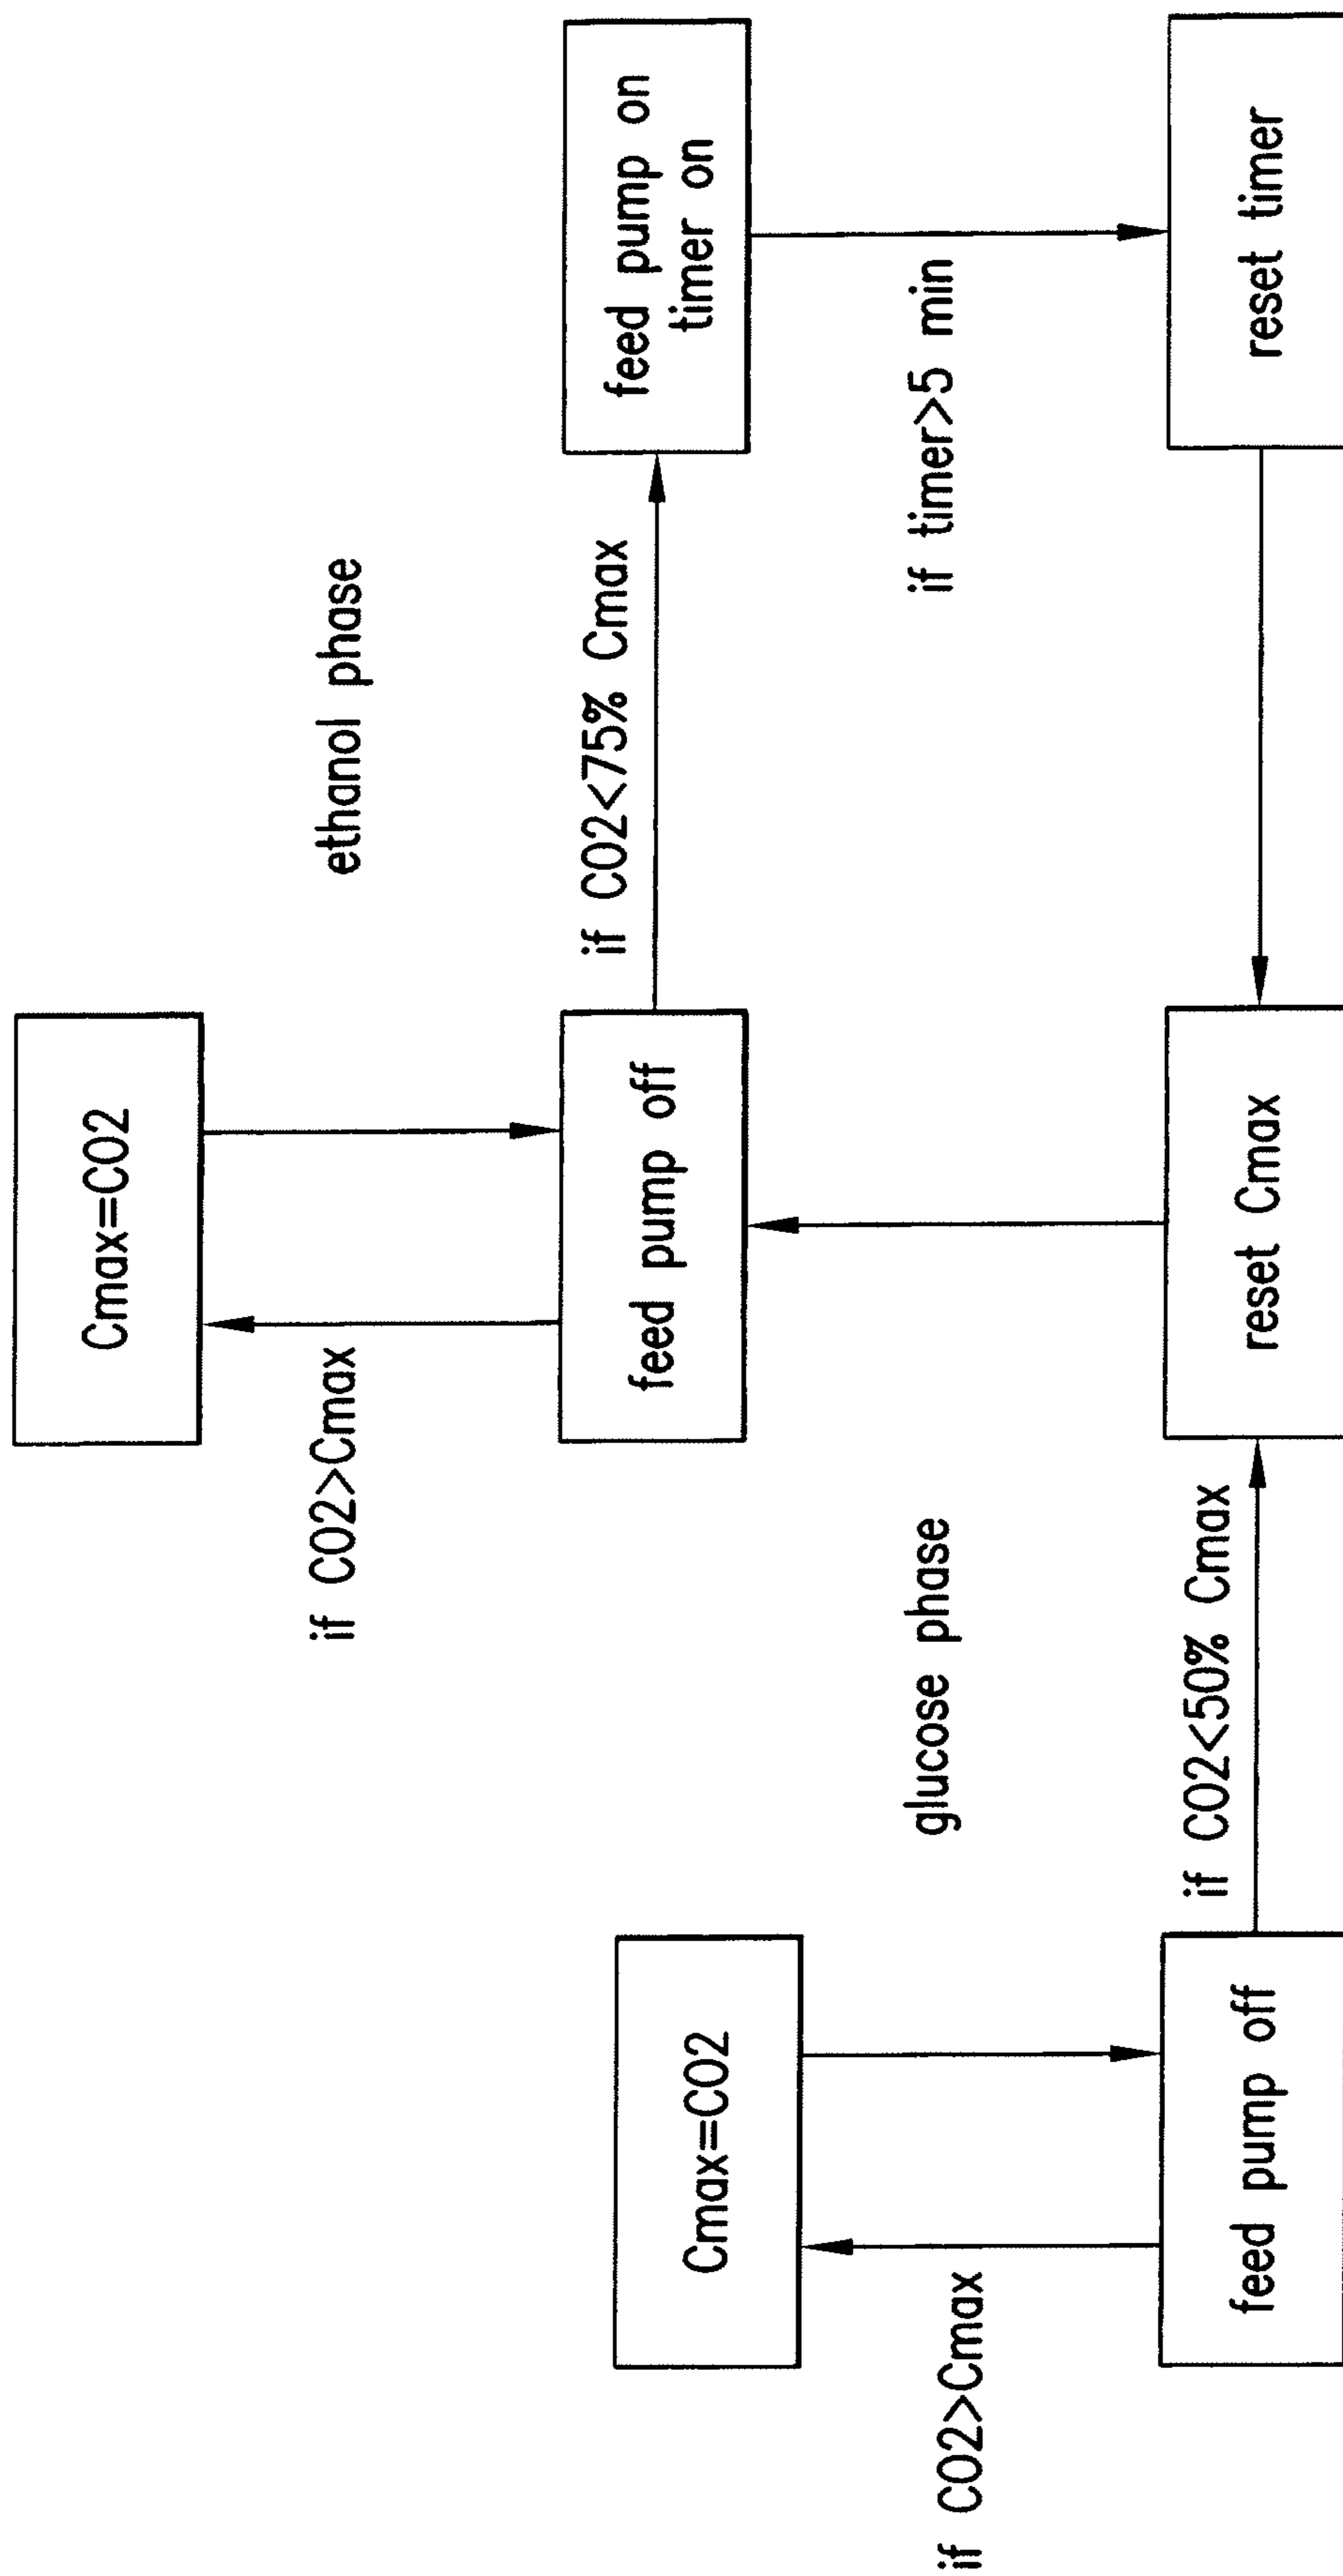 Cmax=CO2
if CO2>Cmax
ethanol phase
feed pump off
if CO2<75% Cmax
feed pump on
timer on
Cmax=CO2
if CO2>Cmax
glucose phase
if timer>5 min
feed pump off
if CO2<50% Cmax
reset Cmax
reset timer